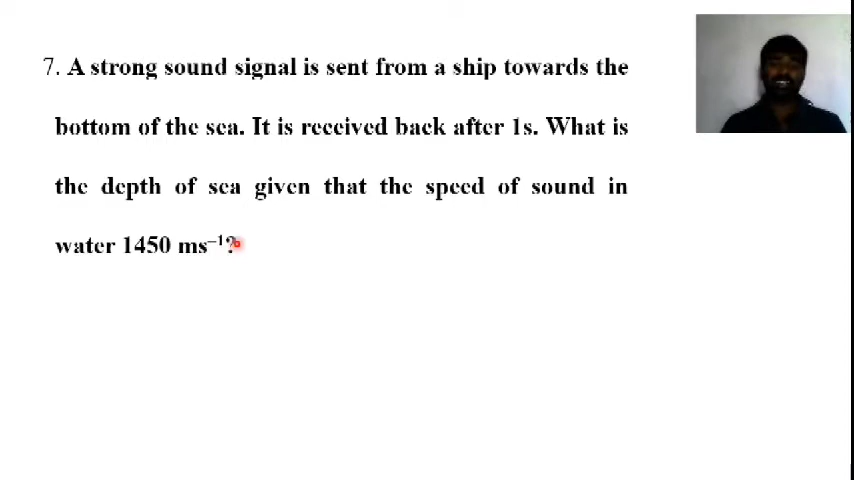 7. A strong sound signal is sent from a ship towards the
bottom of the sea. It is received back after 1s. What is
the depth of sea given that the speed of sound in
water 1450 ms⁻¹?